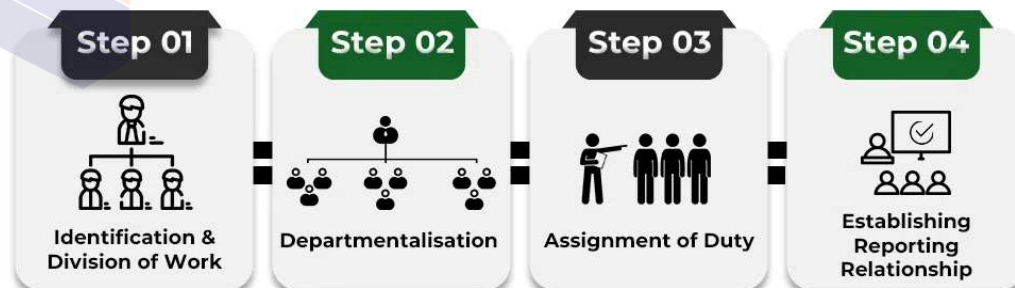 Step 01
Identification &
Division of Work
Step 02
Departmentalisation
Step 03
Assignment of Duty
Step 04
Establishing
Reporting
Relationship